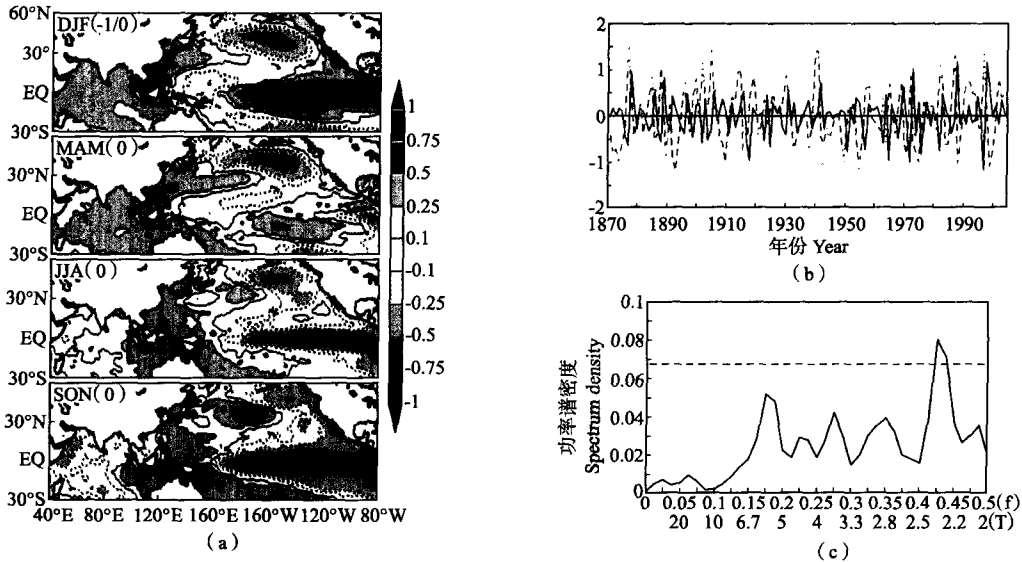 60°N
DJF(-1/0)
30°
EQ
30°S
MAM(0)
30°N
EQ
30°S
JJA(0)
30°N
EQ
30°S
SON(0)
30°N
EQ
30°S
40°E 80°E 120°E 160°E 160°W 120°W 80°W
(a)
1
0.75
0.5
0.25
0.1
-0.1
-0.25
-0.5
-0.75
-1
2
1
0
-1
-2
1870 1890 1910 1930 1950 1970 1990
年份 Year
(b)
0.1
0.08
0.06
0.04
0.02
0
功率谱密度
Spectrum density
0 0.05 0.1 0.15 0.2 0.25 0.3 0.35 0.4 0.45 0.5(f)
20 10 6.7 5 4 3.3 2.8 2.5 2.2 2(T)
(c)